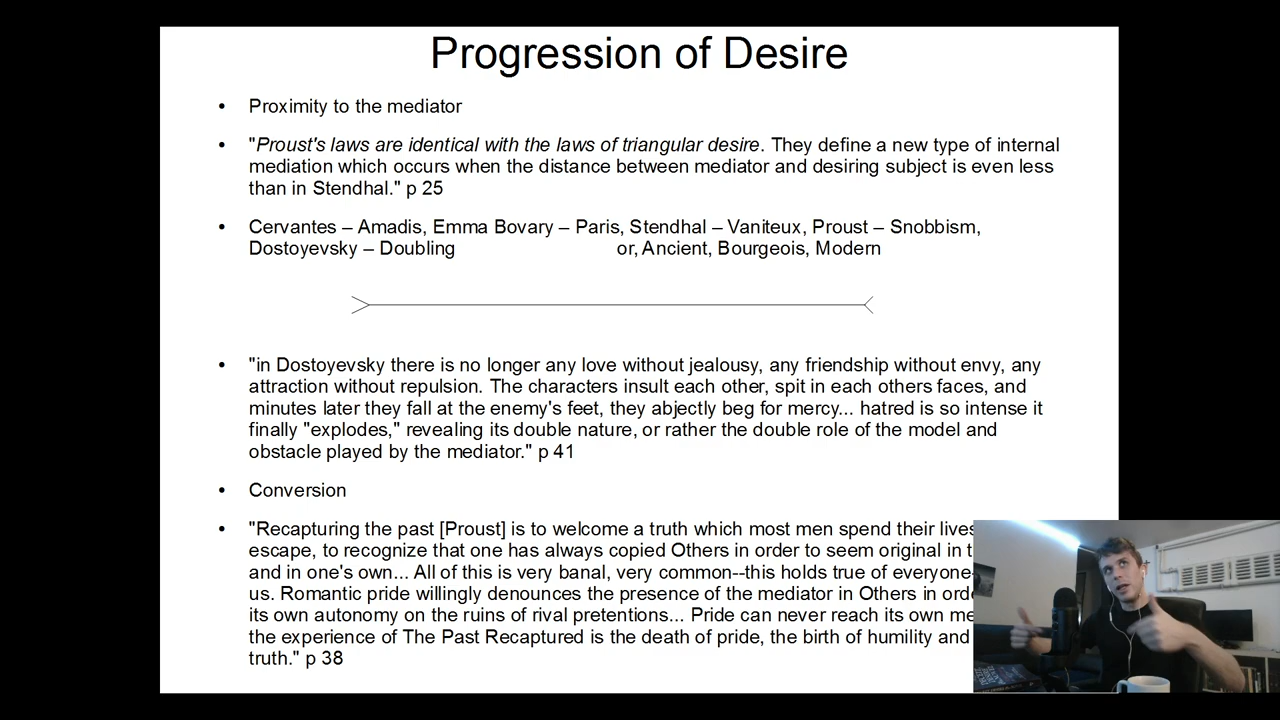 Progression of Desire
• Proximity to the mediator
• "Proust's laws are identical with the laws of triangular desire. They define a new type of internal
mediation which occurs when the distance between mediator and desiring subject is even less
than in Stendhal." p 25
• Cervantes – Amadis, Emma Bovary – Paris, Stendhal – Vaniteux, Proust – Snobbism,
Dostoyevsky – Doubling or, Ancient, Bourgeois, Modern
• "in Dostoyevsky there is no longer any love without jealousy, any friendship without envy, any
attraction without repulsion. The characters insult each other, spit in each others faces, and
minutes later they fall at the enemy's feet, they abjectly beg for mercy... hatred is so intense it
finally "explodes," revealing its double nature, or rather the double role of the model and
obstacle played by the mediator." p 41
• Conversion
• "Recapturing the past [Proust] is to welcome a truth which most men spend their lives
escape, to recognize that one has always copied Others in order to seem original in
and in one's own... All of this is very banal, very common--this holds true of everyone
us. Romantic pride willingly denounces the presence of the mediator in Others in
its own autonomy on the ruins of rival pretentions... Pride can never reach its own
the experience of The Past Recaptured is the death of pride, the birth of humility and
truth." p 38